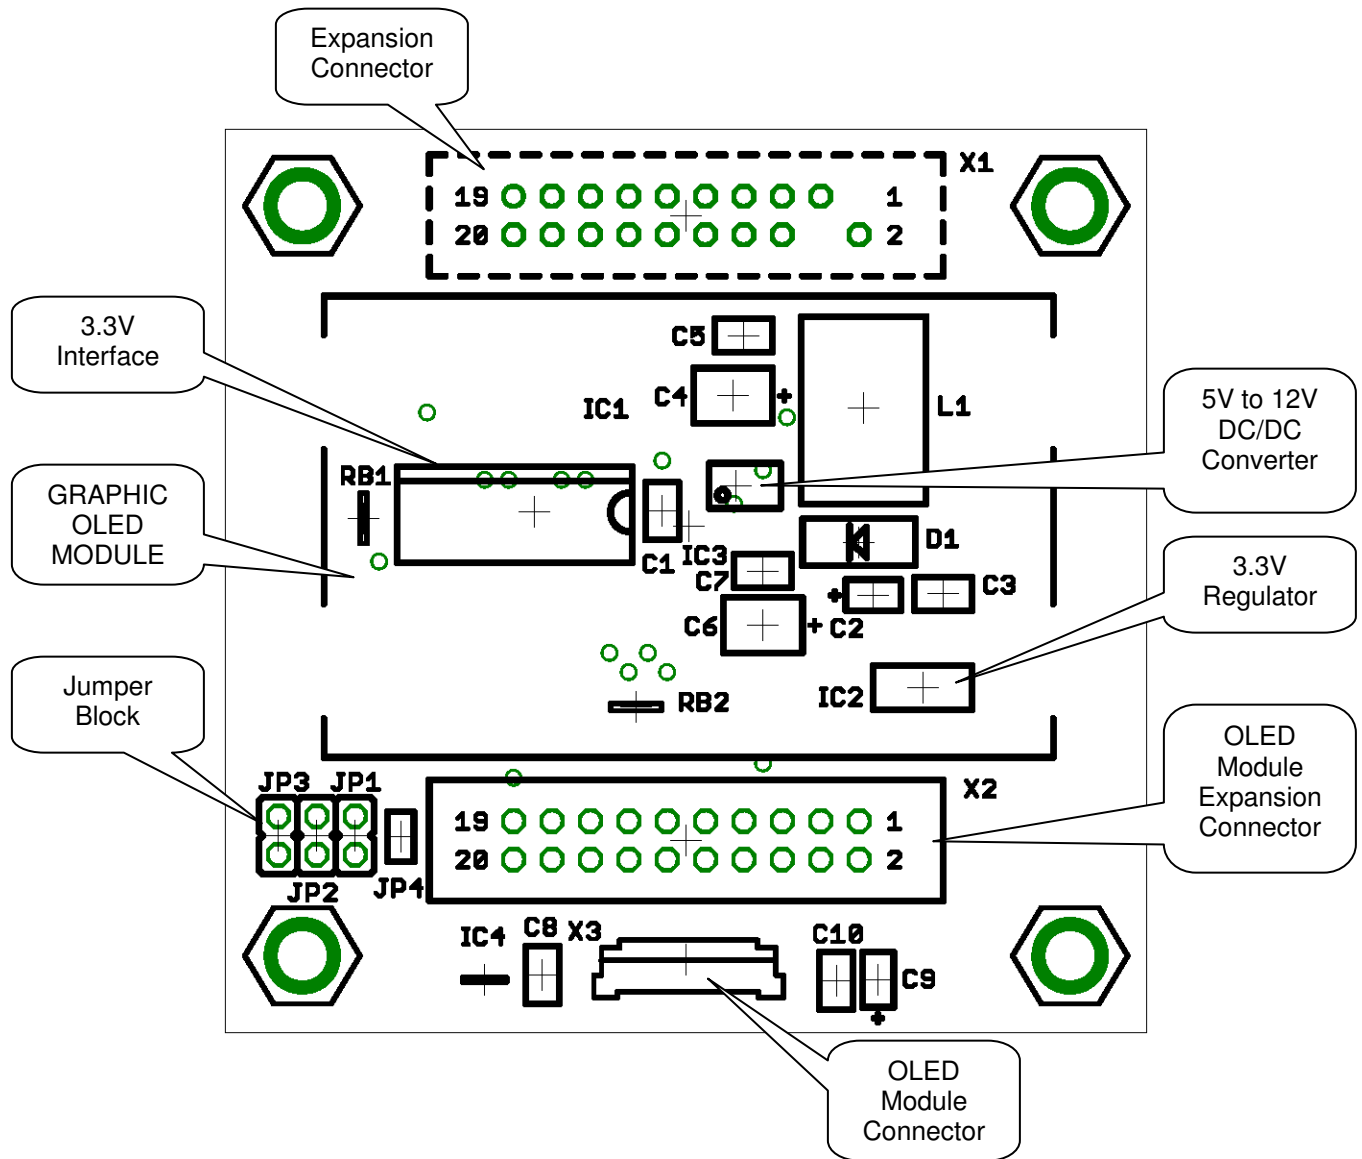 Expansion
Connector
X1
19 1
20 2
3.3V
Interface
C5
C4 +
IC1
L1
5V to 12V
DC/DC
Converter
GRAPHIC
OLED
MODULE
RB1
C1
IC3
C7
D1
C3
+ C2
C6 +
3.3V
Regulator
IC2
RB2
Jumper
Block
OLED
Module
Expansion
Connector
JP3 JP1
X2
19 1
20 2
JP2 JP4
IC4 C8 X3
C10
C9
+
OLED
Module
Connector